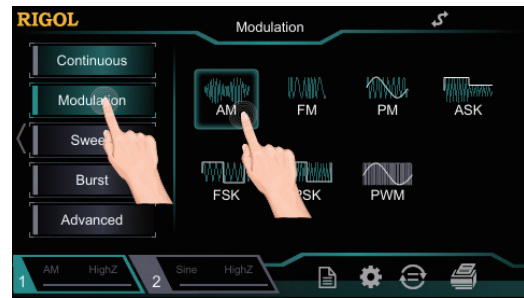 RIGOL
Modulation
Continuous
Modulation
Sweep
Burst
Advanced
AM
FM
PM
ASK
FSK
PSK
PWM
1 AM HighZ
2 Sine HighZ